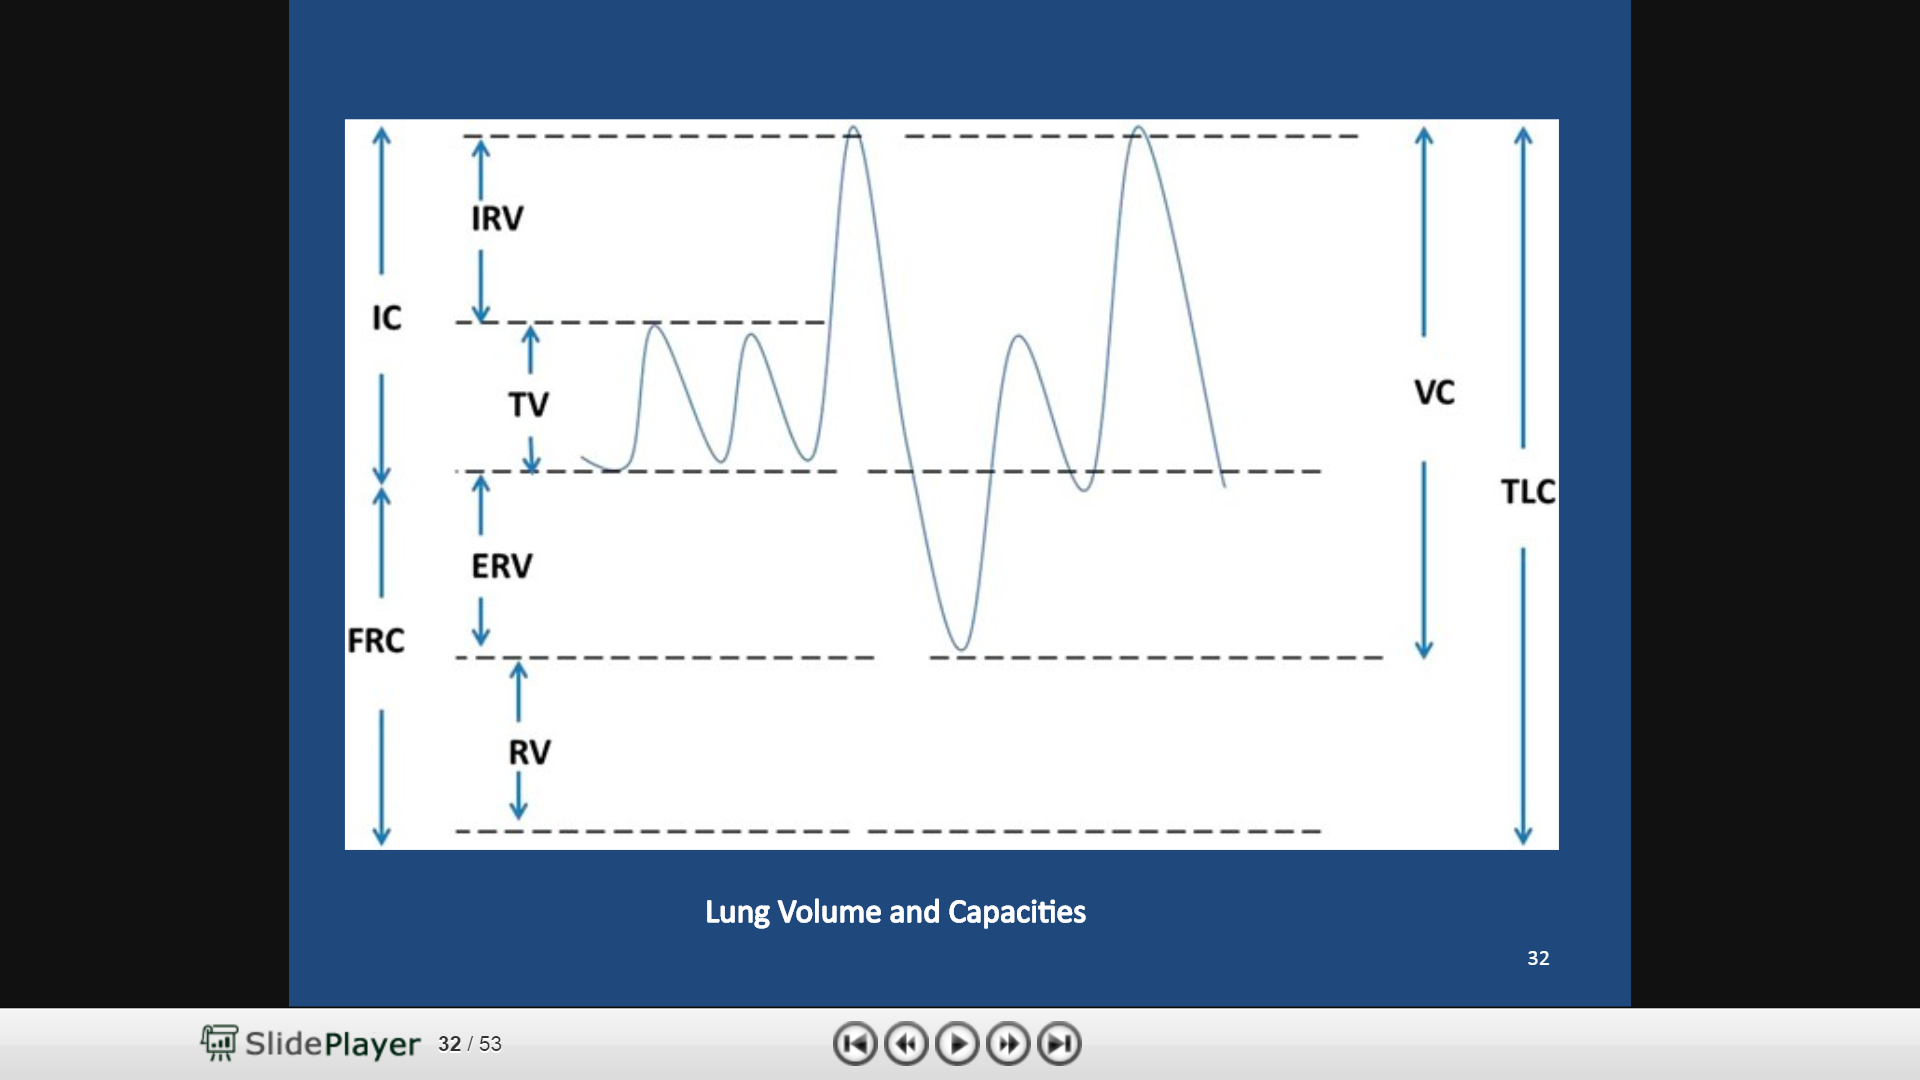 IRV
IC
VC
TV
TLC
ERV
FRC
RV
Lung Volume and Capacities
32
SlidePlayer 32 / 53